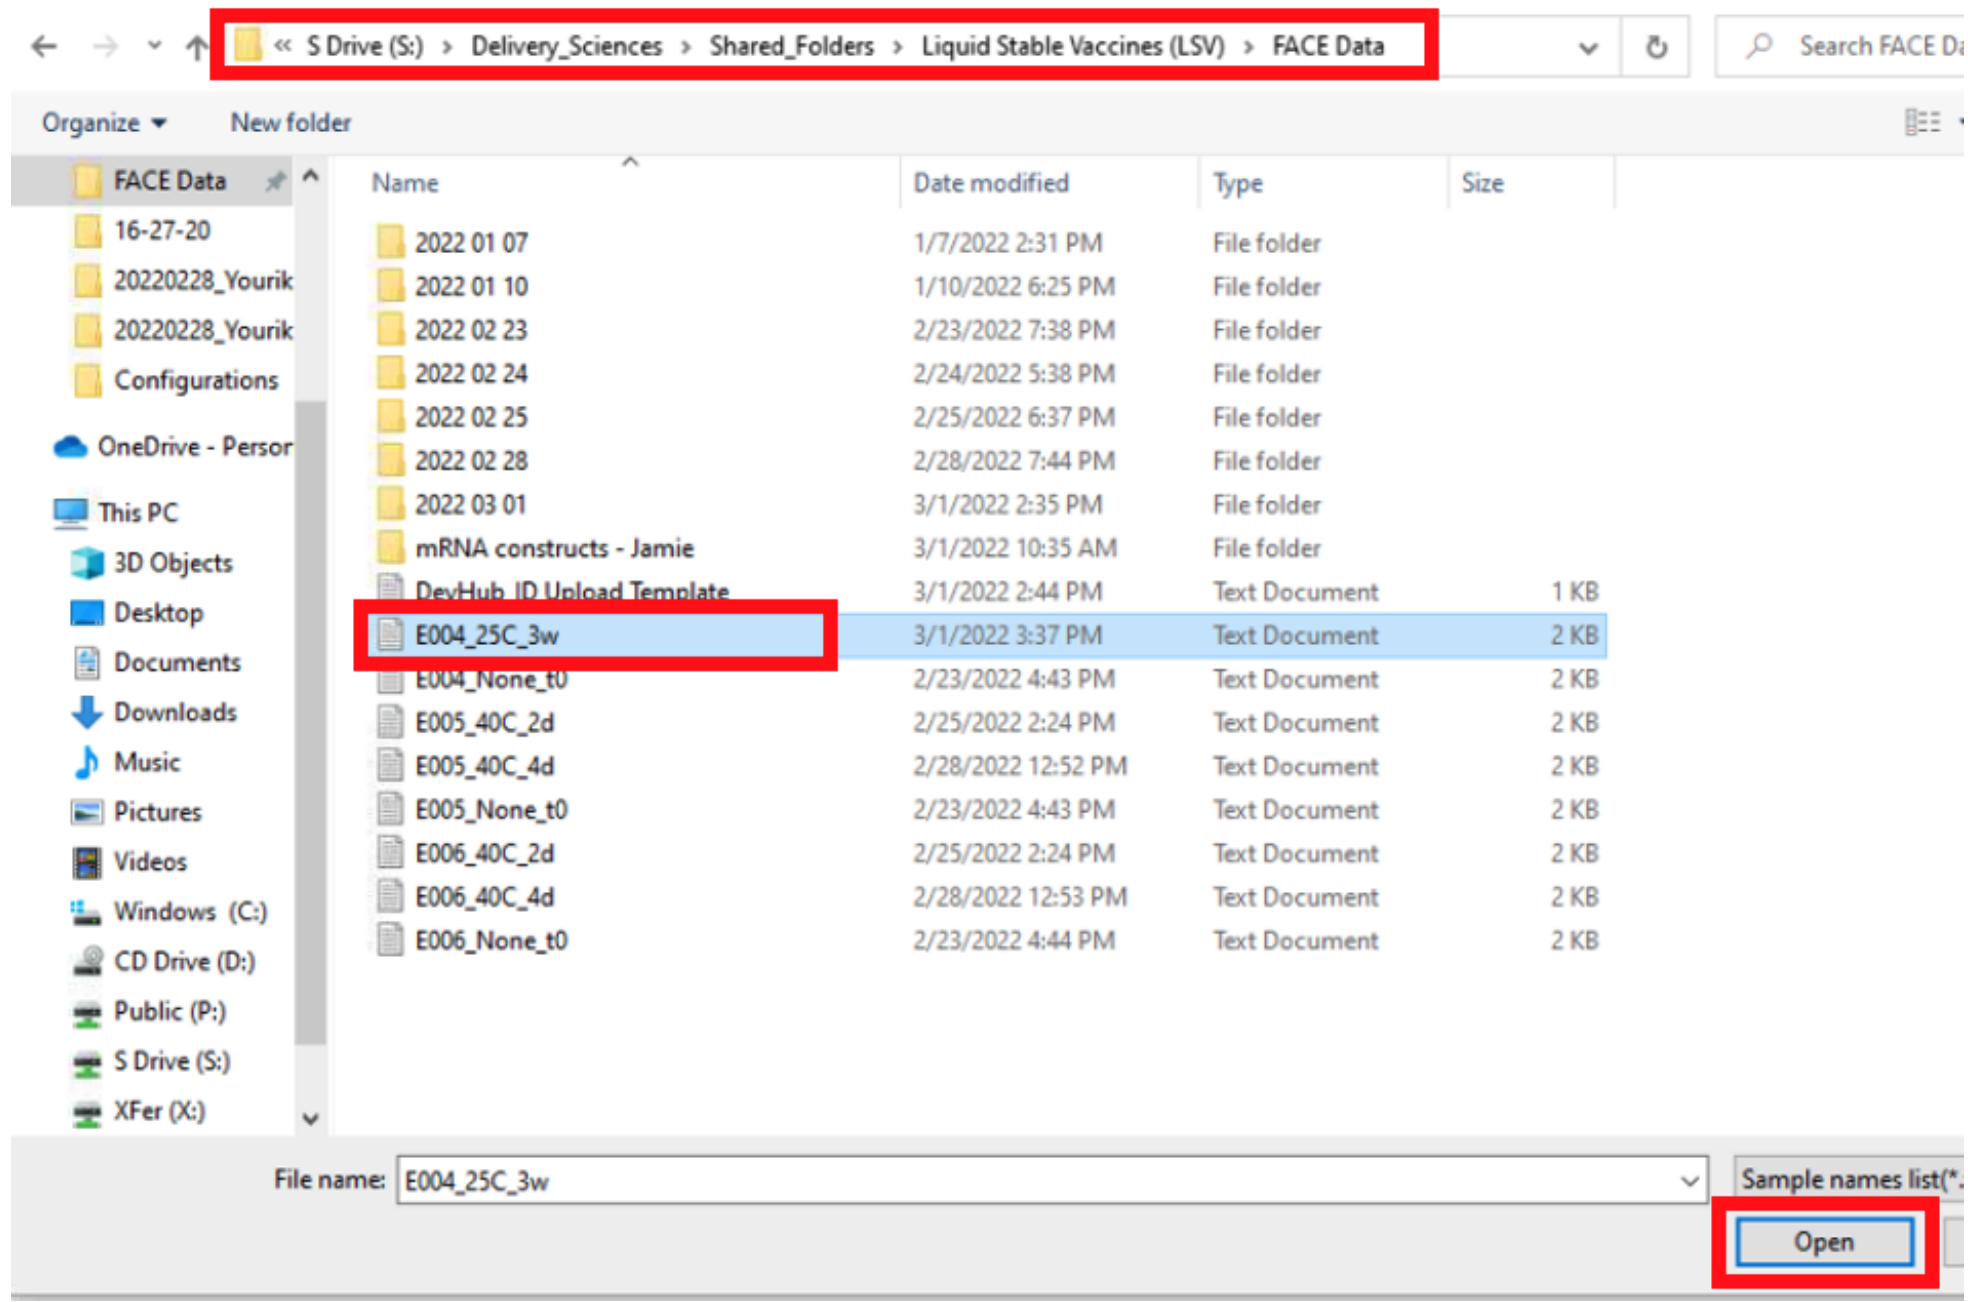 « S Drive (S:) > Delivery_Sciences > Shared_Folders > Liquid Stable Vaccines (LSV) > FACE Data
Search FACE Da
Organize New folder
Name Date modified Type Size
FACE Data
16-27-20
20220228_Yourik
20220228_Yourik
Configurations
OneDrive - Person
This PC
3D Objects
Desktop
Documents
Downloads
Music
Pictures
Videos
Windows (C:)
CD Drive (D:)
Public (P:)
S Drive (S:)
XFer (X:)
2022 01 07 1/7/2022 2:31 PM File folder
2022 01 10 1/10/2022 6:25 PM File folder
2022 02 23 2/23/2022 7:38 PM File folder
2022 02 24 2/24/2022 5:38 PM File folder
2022 02 25 2/25/2022 6:37 PM File folder
2022 02 28 2/28/2022 7:44 PM File folder
2022 03 01 3/1/2022 2:35 PM File folder
mRNA constructs - Jamie 3/1/2022 10:35 AM File folder
DevHub_ID Upload Template 3/1/2022 2:44 PM Text Document 1 KB
E004_25C_3w 3/1/2022 3:37 PM Text Document 2 KB
E004_None_t0 2/23/2022 4:43 PM Text Document 2 KB
E005_40C_2d 2/25/2022 2:24 PM Text Document 2 KB
E005_40C_4d 2/28/2022 12:52 PM Text Document 2 KB
E005_None_t0 2/23/2022 4:43 PM Text Document 2 KB
E006_40C_2d 2/25/2022 2:24 PM Text Document 2 KB
E006_40C_4d 2/28/2022 12:53 PM Text Document 2 KB
E006_None_t0 2/23/2022 4:44 PM Text Document 2 KB
File name: E004_25C_3w
Sample names list(*.
Open